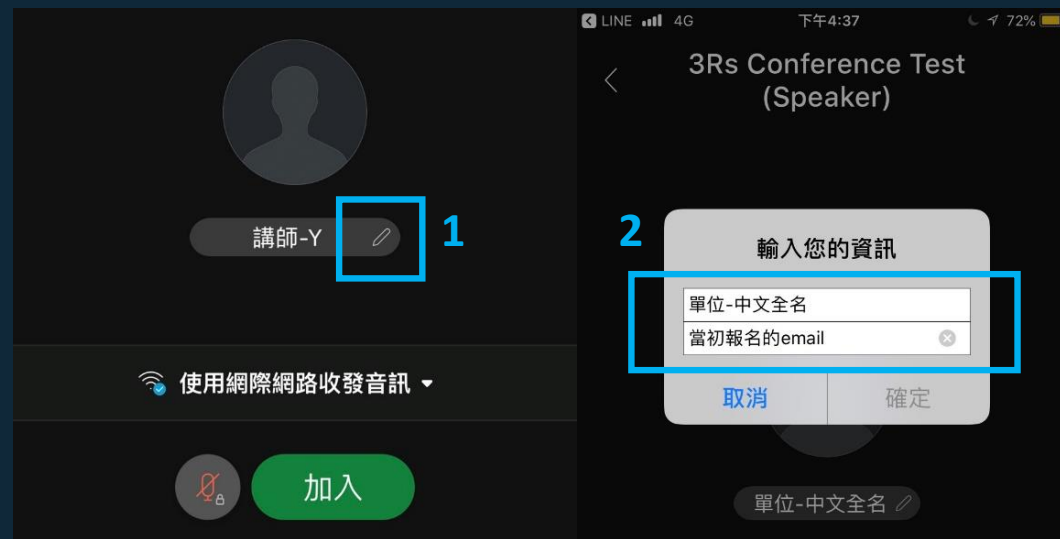 講師-Y
1
使用網際網路收發音訊
加入
LINE 4G 下午4:37 72%
3Rs Conference Test
(Speaker)
2
輸入您的資訊
單位-中文全名
當初報名的email
取消 確定
單位-中文全名